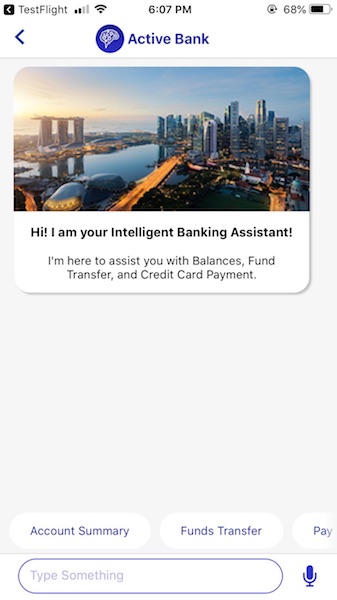 TestFlight 6:07 PM 68%
Active Bank
Hi! I am your Intelligent Banking Assistant!
I'm here to assist you with Balances, Fund
Transfer, and Credit Card Payment.
Account Summary Funds Transfer Pay
Type Something